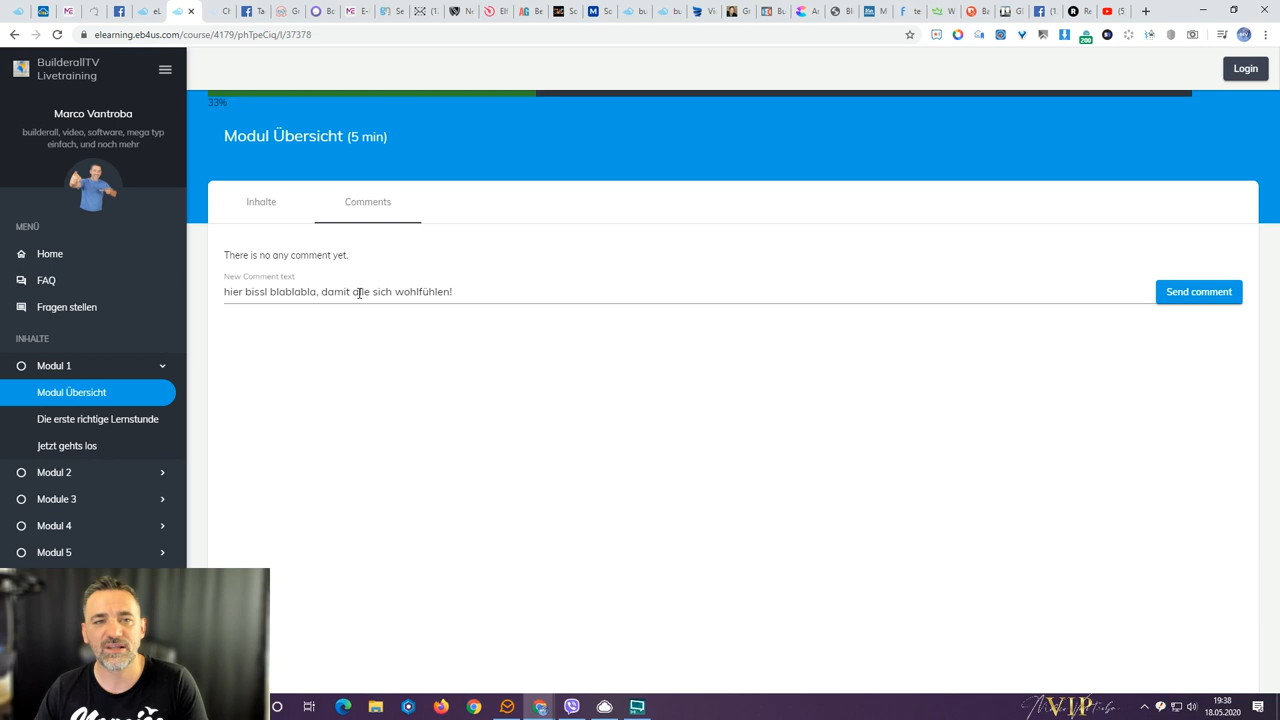 elearning.eb4us.com/course/4179/phTpeCiq/l/37378
200
MV
BuilderallTV
Livetraining
Login
33%
Marco Vantroba
builderall, video, software, mega typ
einfach, und noch mehr
Modul Übersicht (5 min)
Inhalte
Comments
MENÜ
Home
FAQ
Fragen stellen
There is no any comment yet.
New Comment text
hier bissl blablabla, damit alle sich wohlfühlen!
Send comment
INHALTE
Modul 1
Modul Übersicht
Die erste richtige Lernstunde
Jetzt gehts los
Modul 2
Module 3
Modul 4
Modul 5
VIP
19:38
18.05.2020